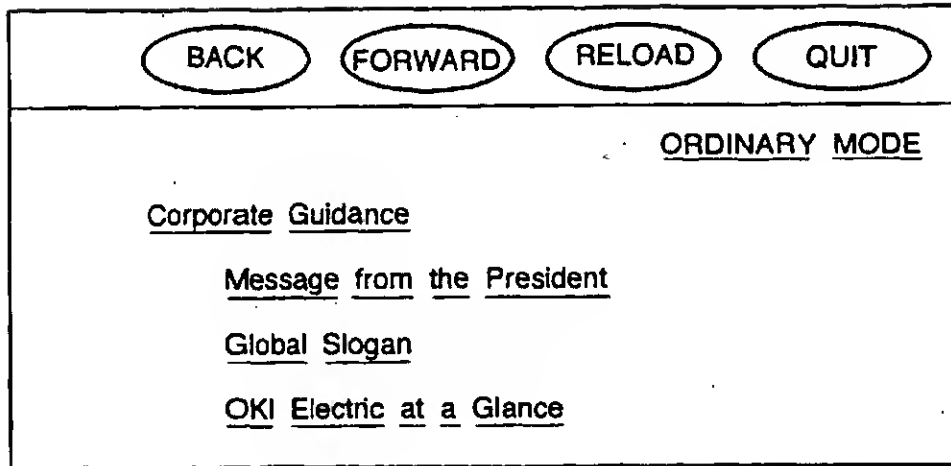 BACK FORWARD RELOAD QUIT
ORDINARY MODE
Corporate Guidance
Message from the President
Global Slogan
OKI Electric at a Glance